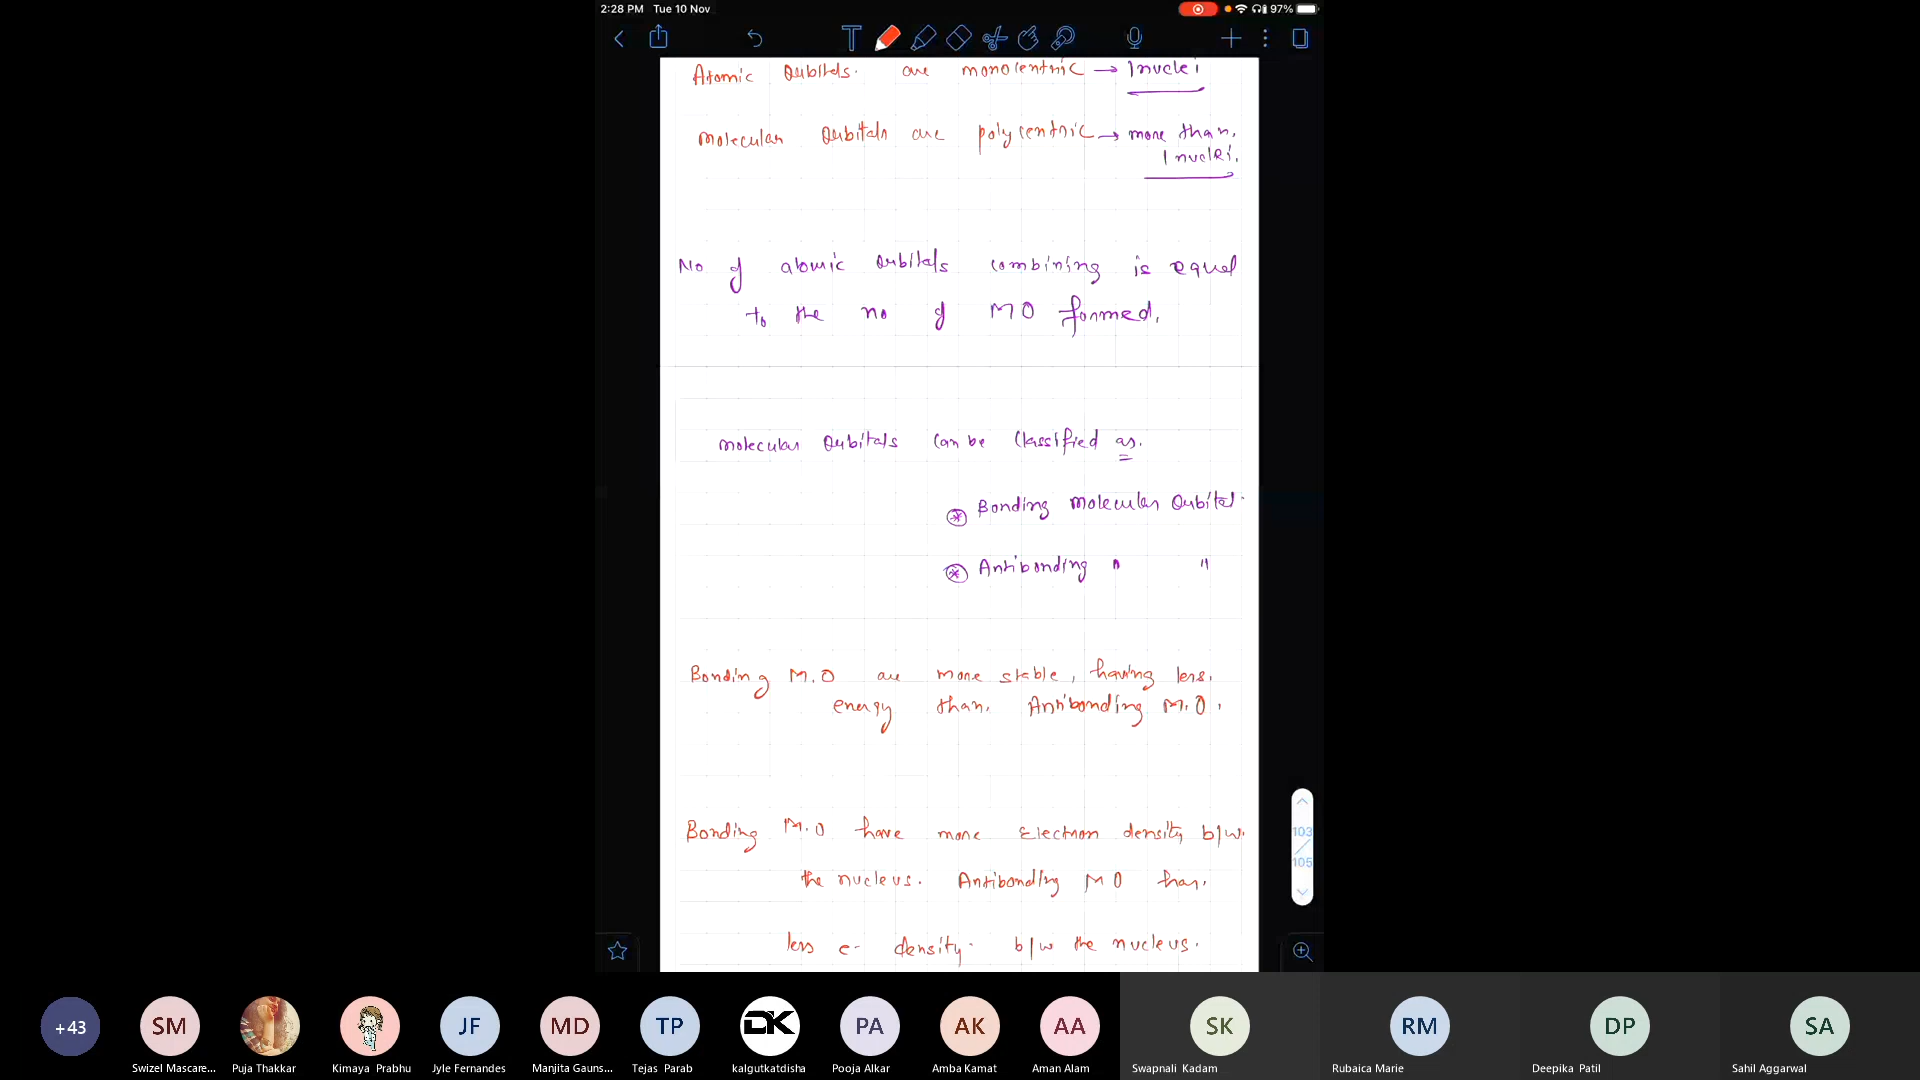 2:28 PM Tue 10 Nov
97%
Atomic Orbitals. are monocentric → 1 nuclei
Molecular Orbitals are polycentric → more than
1 nuclei.
No of atomic orbitals combining is equal
to the no of MO formed.
Molecular Orbitals can be classified as.
Bonding Molecular Orbital.
Antibonding " "
Bonding M.O are more stable, having less
energy than Antibonding M.O.
103
105
Bonding M.O have more Electron density b/w
the nucleus. Antibonding MO has
less e- density b/w the nucleus.
+43 SM JF MD TP DK PA AK AA SK RM DP SA
Swizel Mascare... Puja Thakkar Kimaya Prabhu Jyle Fernandes Manjita Gauns... Tejas Parab kalgutkatdisha Pooja Alkar Amba Kamat Aman Alam Swapnali Kadam Rubaica Marie Deepika Patil Sahil Aggarwal